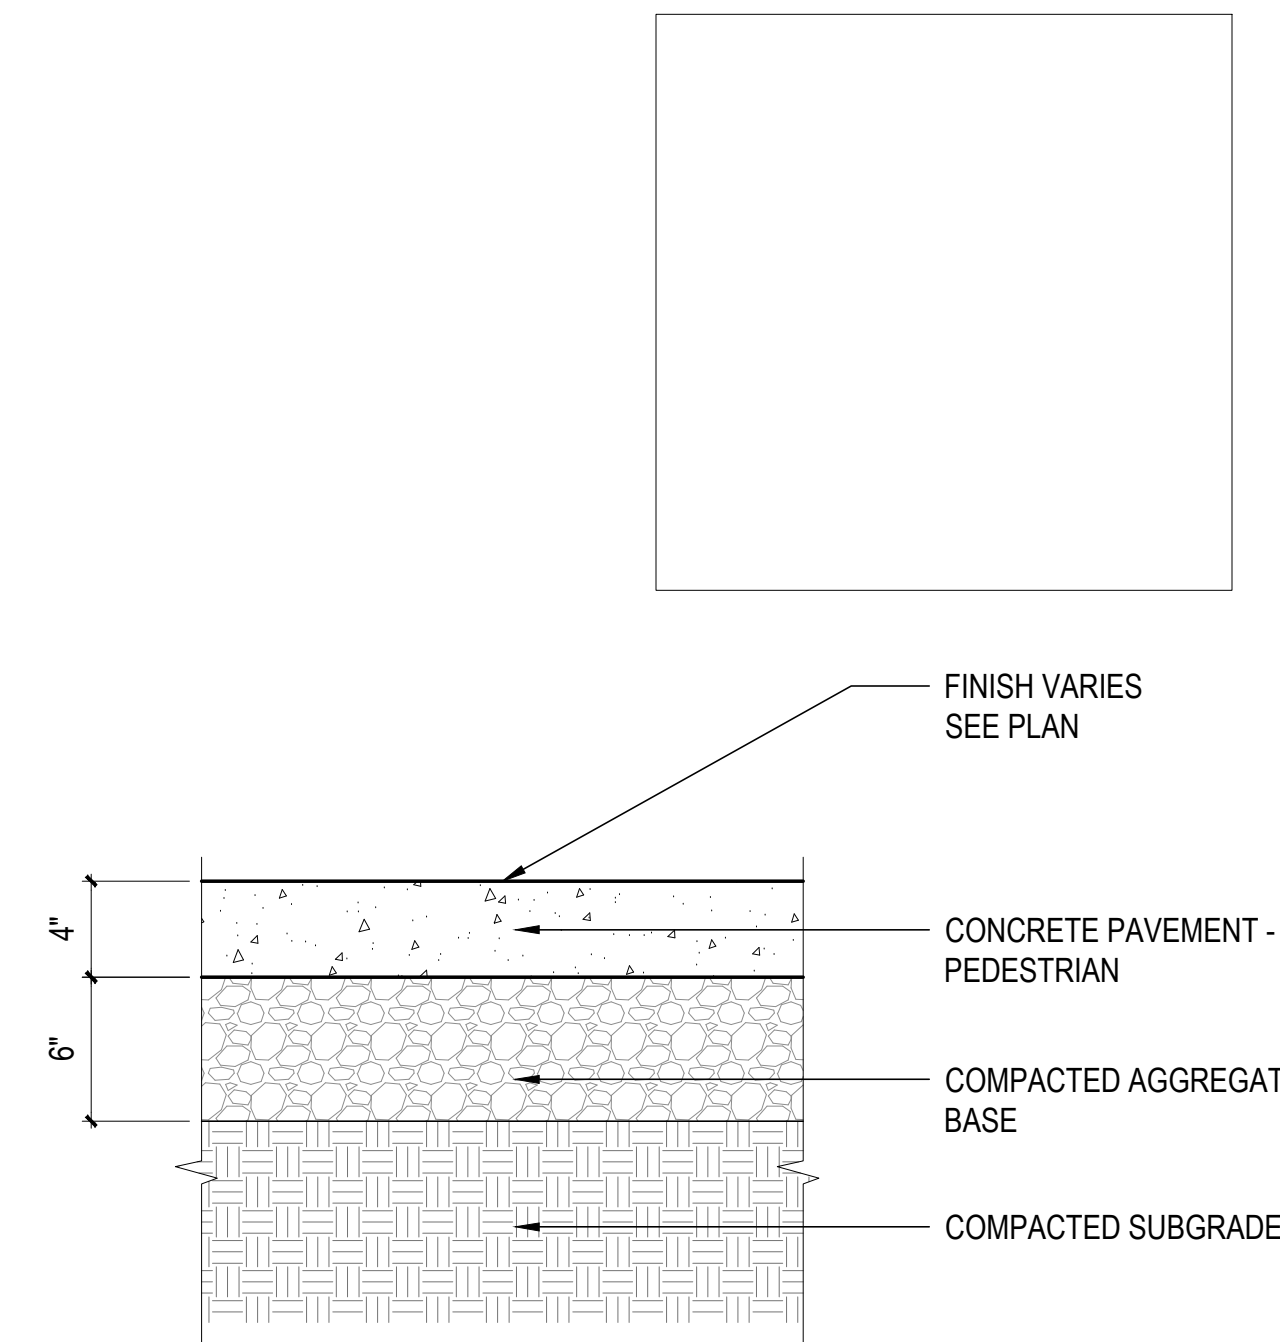 FINISH VARIES
SEE PLAN
4"
CONCRETE PAVEMENT -
PEDESTRIAN
6"
COMPACTED AGGREGAT
BASE
COMPACTED SUBGRADE